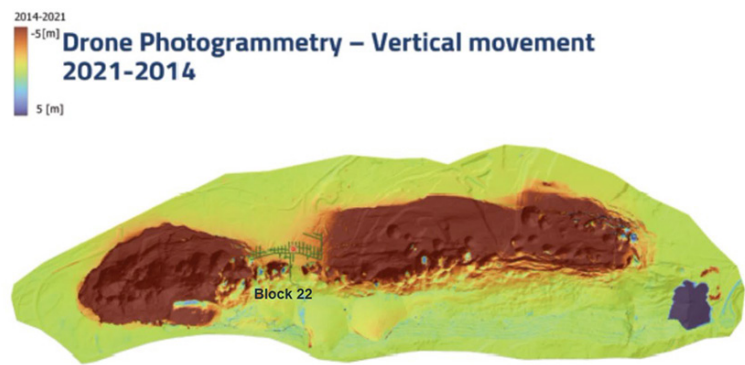 2014-2021
-5[m]
Drone Photogrammetry – Vertical movement
2021-2014
5 [m]
Block 22